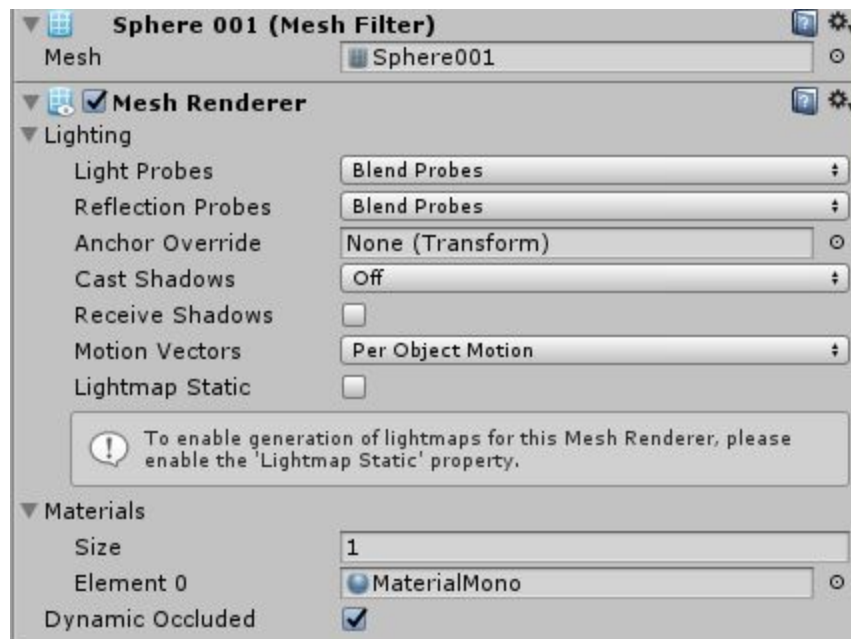 Sphere 001 (Mesh Filter)
Mesh Sphere001
Mesh Renderer
Lighting
Light Probes Blend Probes
Reflection Probes Blend Probes
Anchor Override None (Transform)
Cast Shadows Off
Receive Shadows
Motion Vectors Per Object Motion
Lightmap Static
To enable generation of lightmaps for this Mesh Renderer, please
enable the 'Lightmap Static' property.
Materials
Size 1
Element 0 MaterialMono
Dynamic Occluded